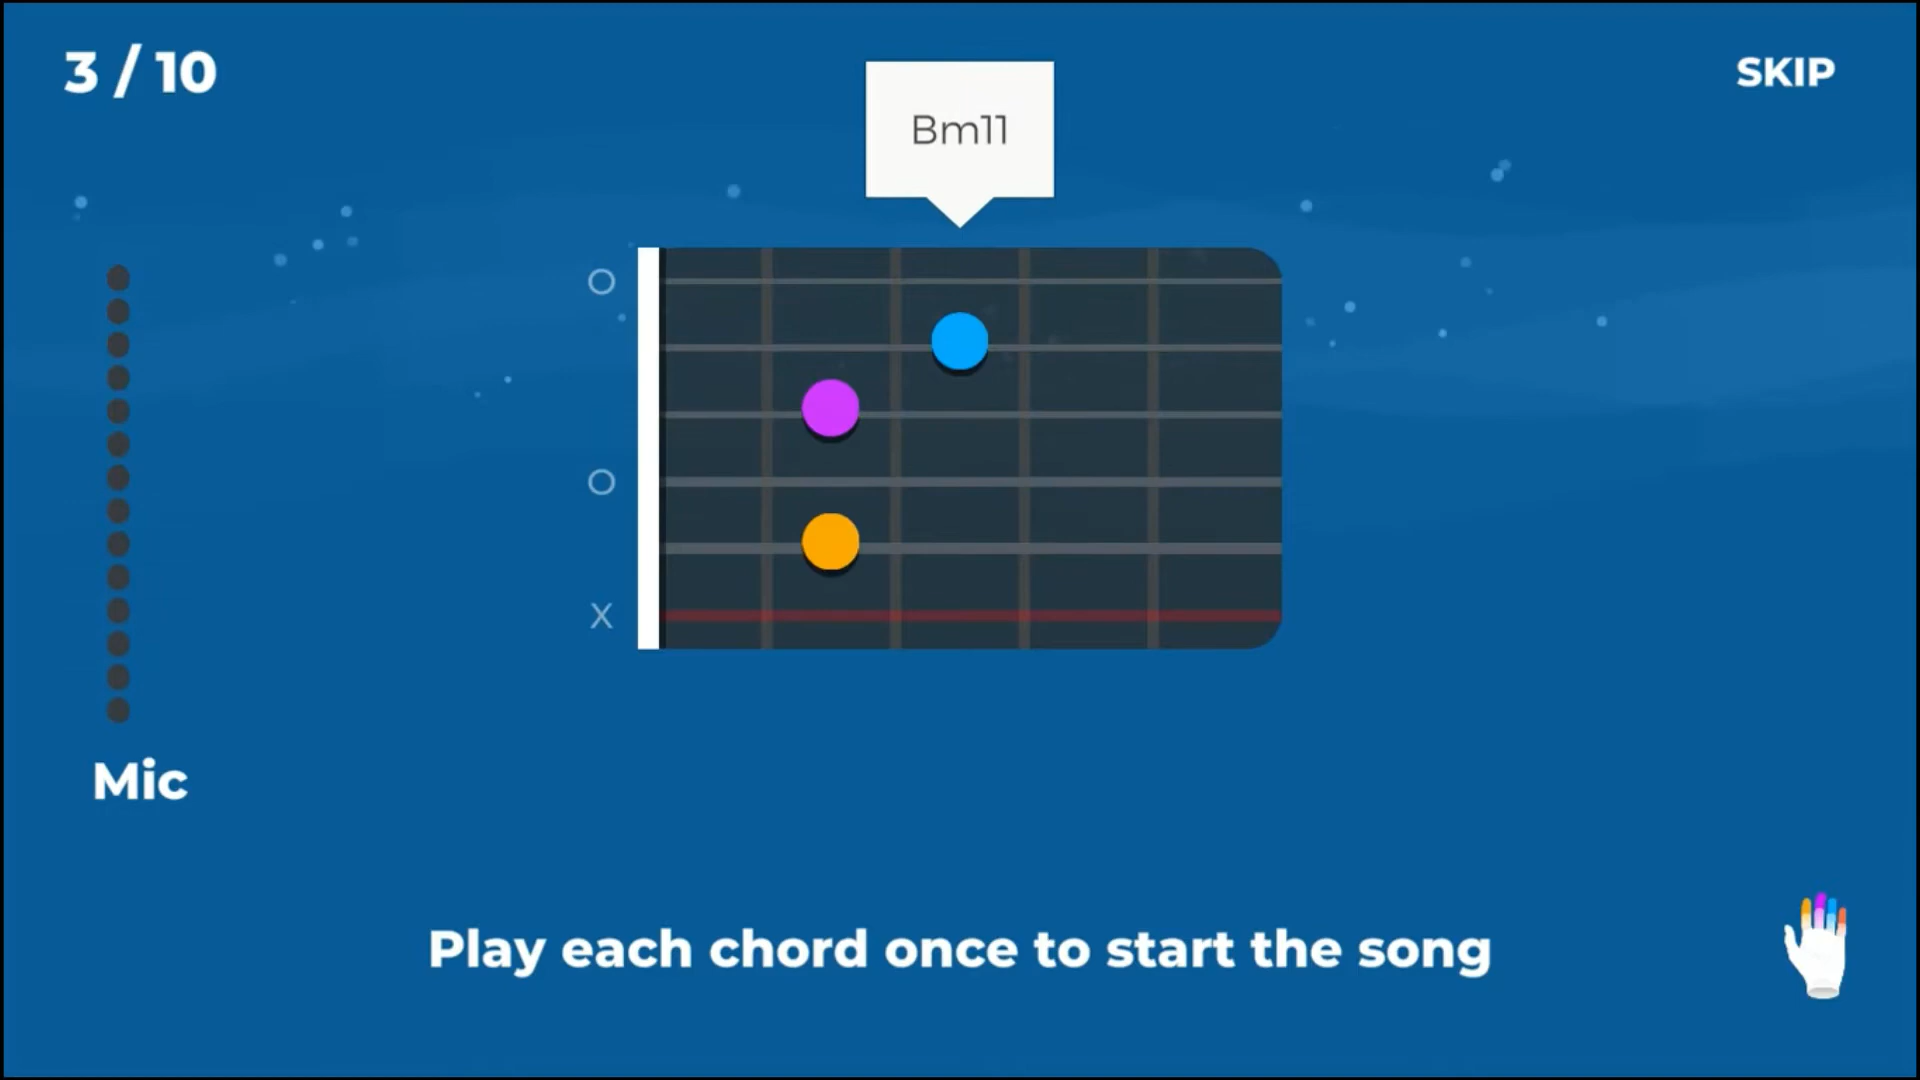 3 / 10
SKIP
Bm11
O
O
X
Mic
Play each chord once to start the song